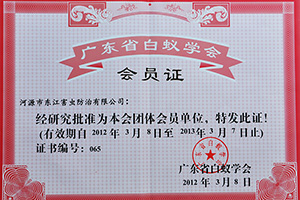 广东省白蚁学会
会员证
河源市东江害虫防治有限公司：
经研究批准为本会团体会员单位，特发此证！
(有效期自 2012 年 3 月 8 日至 2013 年 3 月 7 日止)
证书编号： 065
广东省白蚁学会
2012 年 3 月 8 日